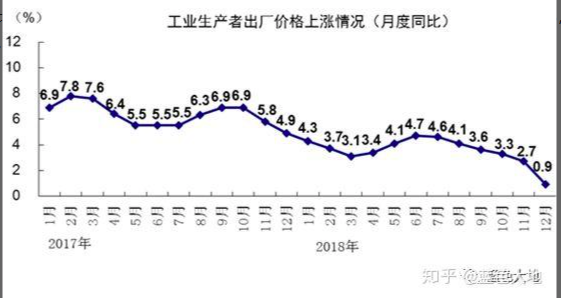 (%)
工业生产者出厂价格上涨情况（月度同比）
12
10
8
6
4
2
0
6.9 7.8 7.6 6.4 5.5 5.5 5.5 6.3 6.9 6.9 5.8 4.9 4.3 3.7 3.1 3.4 4.1 4.7 4.6 4.1 3.6 3.3 2.7 0.9
1月 2月 3月 4月 5月 6月 7月 8月 9月 10月 11月 12月 1月 2月 3月 4月 5月 6月 7月 8月 9月 10月 11月 12月
2017年 2018年
知乎
大地